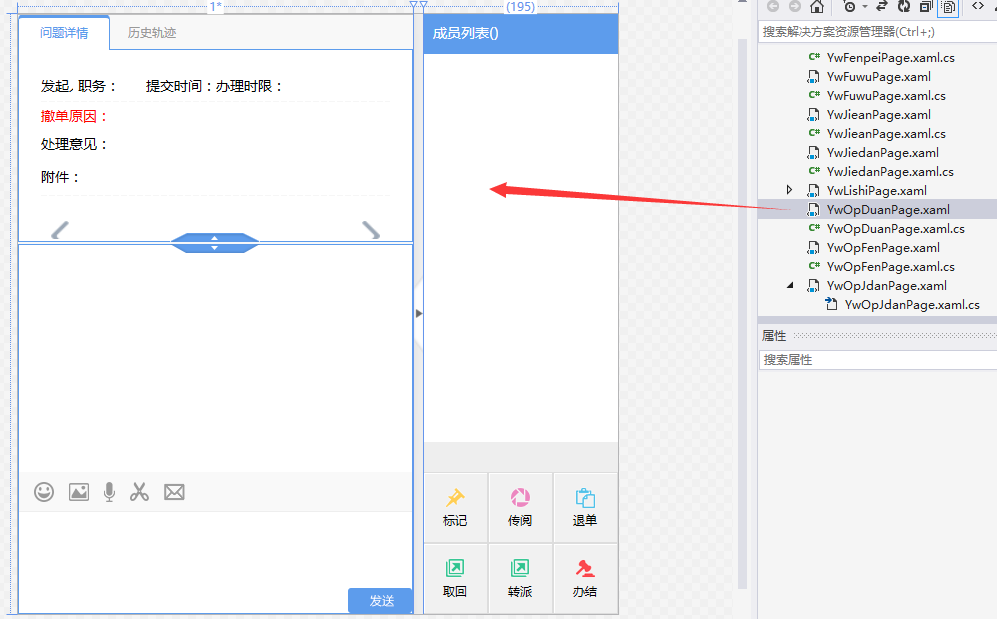 1*
(195)
问题详情
历史轨迹
成员列表()
发起, 职务：
提交时间：办理时限：
撤单原因：
处理意见：
附件：
标记
传阅
退单
取回
转派
办结
发送
搜索解决方案资源管理器(Ctrl+;)
C# YwFenpeiPage.xaml.cs
YwFuwuPage.xaml
C# YwFuwuPage.xaml.cs
YwJieanPage.xaml
C# YwJieanPage.xaml.cs
YwJiedanPage.xaml
C# YwJiedanPage.xaml.cs
YwLishiPage.xaml
YwOpDuanPage.xaml
C# YwOpDuanPage.xaml.cs
YwOpFenPage.xaml
C# YwOpFenPage.xaml.cs
YwOpJdanPage.xaml
YwOpJdanPage.xaml.cs
属性
搜索属性